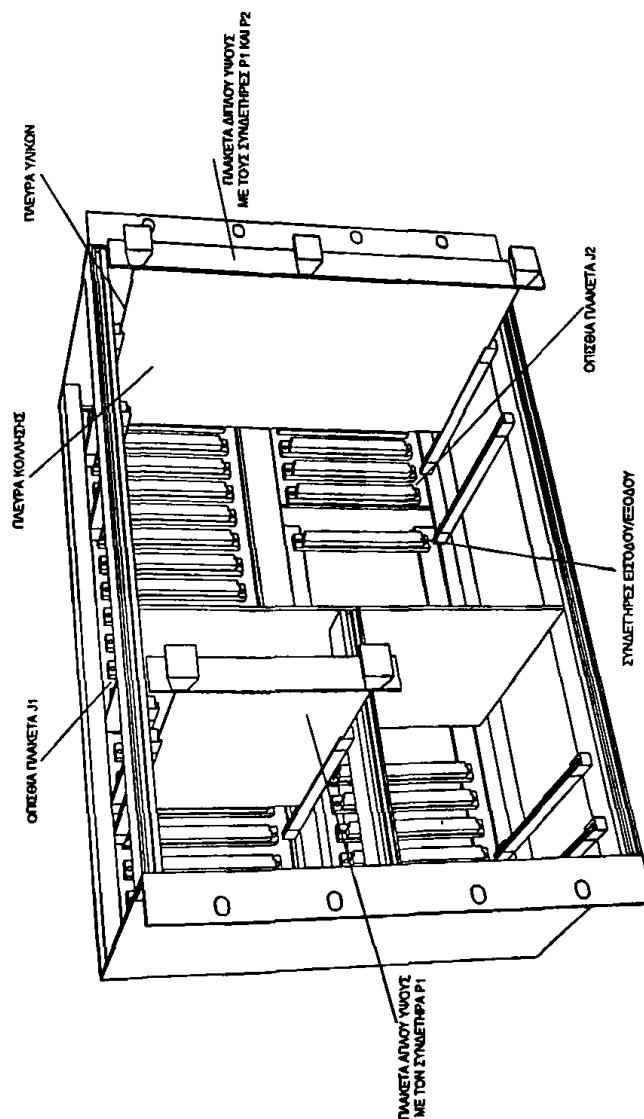 ΟΠΙΣΘΙΑ ΠΛΑΚΕΤΑ J1
ΠΛΕΥΡΑ ΚΟΛΛΗΣΗΣ
ΠΛΕΥΡΑ ΥΛΙΚΩΝ
ΠΛΑΚΕΤΑ ΔΙΠΛΟΥ ΥΨΟΥΣ
ΜΕ ΤΟΥΣ ΣΥΝΔΕΤΗΡΕΣ P1 ΚΑΙ P2
ΠΛΑΚΕΤΑ ΑΠΛΟΥ ΥΨΟΥΣ
ΜΕ ΤΟΝ ΣΥΝΔΕΤΗΡΑ P1
ΣΥΝΔΕΤΗΡΕΣ ΕΙΣΟΔΟΥ/ΕΞΟΔΟΥ
ΟΠΙΣΘΙΑ ΠΛΑΚΕΤΑ J2